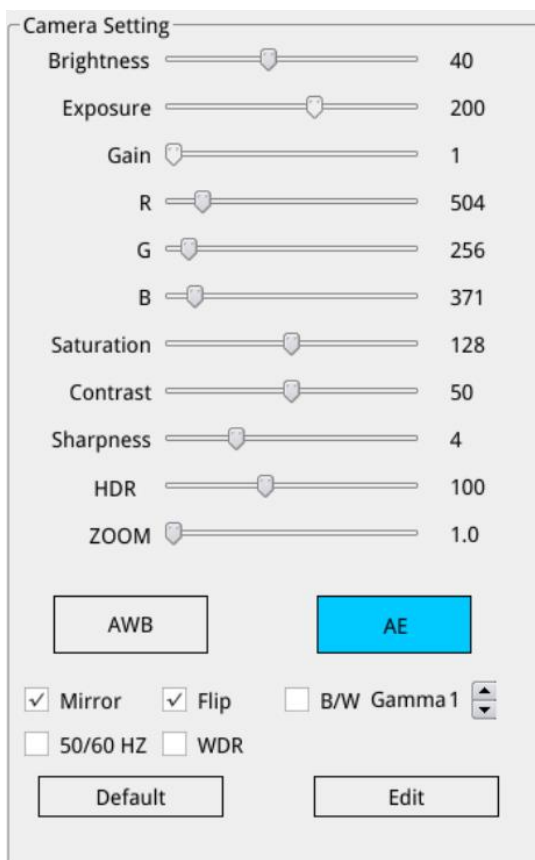 Camera Setting
Brightness 40
Exposure 200
Gain 1
R 504
G 256
B 371
Saturation 128
Contrast 50
Sharpness 4
HDR 100
ZOOM 1.0
AWB AE
Mirror Flip B/W Gamma 1
50/60 HZ WDR
Default Edit